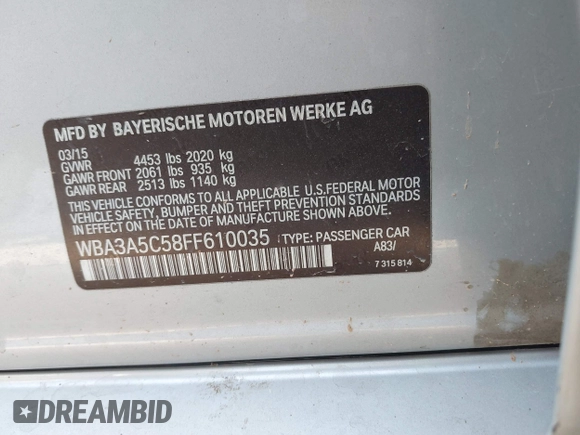 MFD BY BAYERISCHE MOTOREN WERKE AG
03/15
GVWR 4453 lbs 2020 kg
GAWR FRONT 2061 lbs 935 kg
GAWR REAR 2513 lbs 1140 kg
THIS VEHICLE CONFORMS TO ALL APPLICABLE U.S.FEDERAL MOTOR
VEHICLE SAFETY, BUMPER AND THEFT PREVENTION STANDARDS
IN EFFECT ON THE DATE OF MANUFACTURE SHOWN ABOVE.
WBA3A5C58FF610035 TYPE: PASSENGER CAR
A83/
7 315 814
DREAMBID